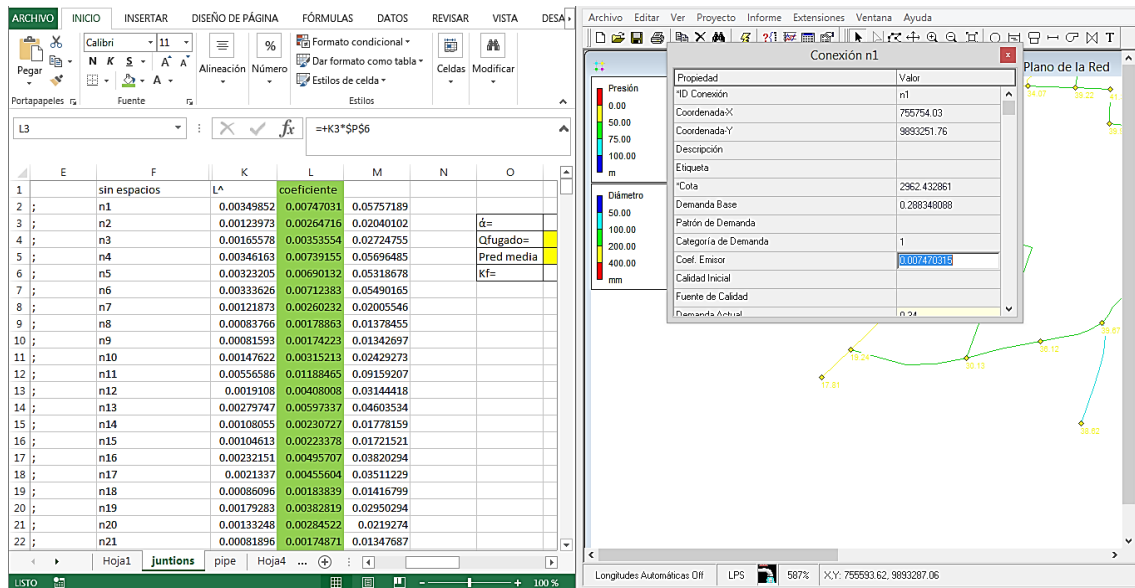 ARCHIVO INICIO INSERTAR DISEÑO DE PÁGINA FÓRMULAS DATOS REVISAR VISTA DESA
Pegar
Calibri 11
N K S
Alineación Número
Formato condicional
Dar formato como tabla
Estilos de celda
Celdas Modificar
Portapapeles Fuente Estilos
L3 fx =+K3*$P$6
E F K L M N O
1 sin espacios L^ coeficiente
2 ; n1 0.00349852 0.00747031 0.05757189
3 ; n2 0.00123973 0.00264716 0.02040102 ά=
4 ; n3 0.00165578 0.00353554 0.02724755 Qfugado=
5 ; n4 0.00346163 0.00739155 0.05696485 Pred media
6 ; n5 0.00323205 0.00690132 0.05318678 Kf=
7 ; n6 0.00333626 0.00712383 0.05490165
8 ; n7 0.00121873 0.00260232 0.02005546
9 ; n8 0.00083766 0.00178863 0.01378455
10 ; n9 0.00081593 0.00174223 0.01342697
11 ; n10 0.00147622 0.00315213 0.02429273
12 ; n11 0.00556586 0.01188465 0.09159207
13 ; n12 0.0019108 0.00408008 0.03144418
14 ; n13 0.00279747 0.00597337 0.04603534
15 ; n14 0.00108055 0.00230727 0.01778159
16 ; n15 0.00104613 0.00223378 0.01721521
17 ; n16 0.00232151 0.00495707 0.03820294
18 ; n17 0.0021337 0.00455604 0.03511229
19 ; n18 0.00086096 0.00183839 0.01416799
20 ; n19 0.00179283 0.00382819 0.02950294
21 ; n20 0.00133248 0.00284522 0.0219274
22 ; n21 0.00081896 0.00174871 0.01347687
Hoja1 juntions pipe Hoja4 ...
LISTO 100 %
Archivo Editar Ver Proyecto Informe Extensiones Ventana Ayuda
Plano de la Red
Presión
0.00
50.00
75.00
100.00
m
Diámetro
50.00
100.00
200.00
400.00
mm
Conexión n1 x
Propiedad Valor
*ID Conexión n1
Coordenada-X 755754.03
Coordenada-Y 9893251.76
Descripción
Etiqueta
*Cota 2962.432861
Demanda Base 0.288348088
Patrón de Demanda
Categoría de Demanda 1
Coef. Emisor 0.007470315
Calidad Inicial
Fuente de Calidad
Demanda Actual 0.34
34.07
39.22
19.24
20.13
38.12
17.81
Longitudes Automáticas Off LPS 587% X,Y: 755593.62, 9893287.06